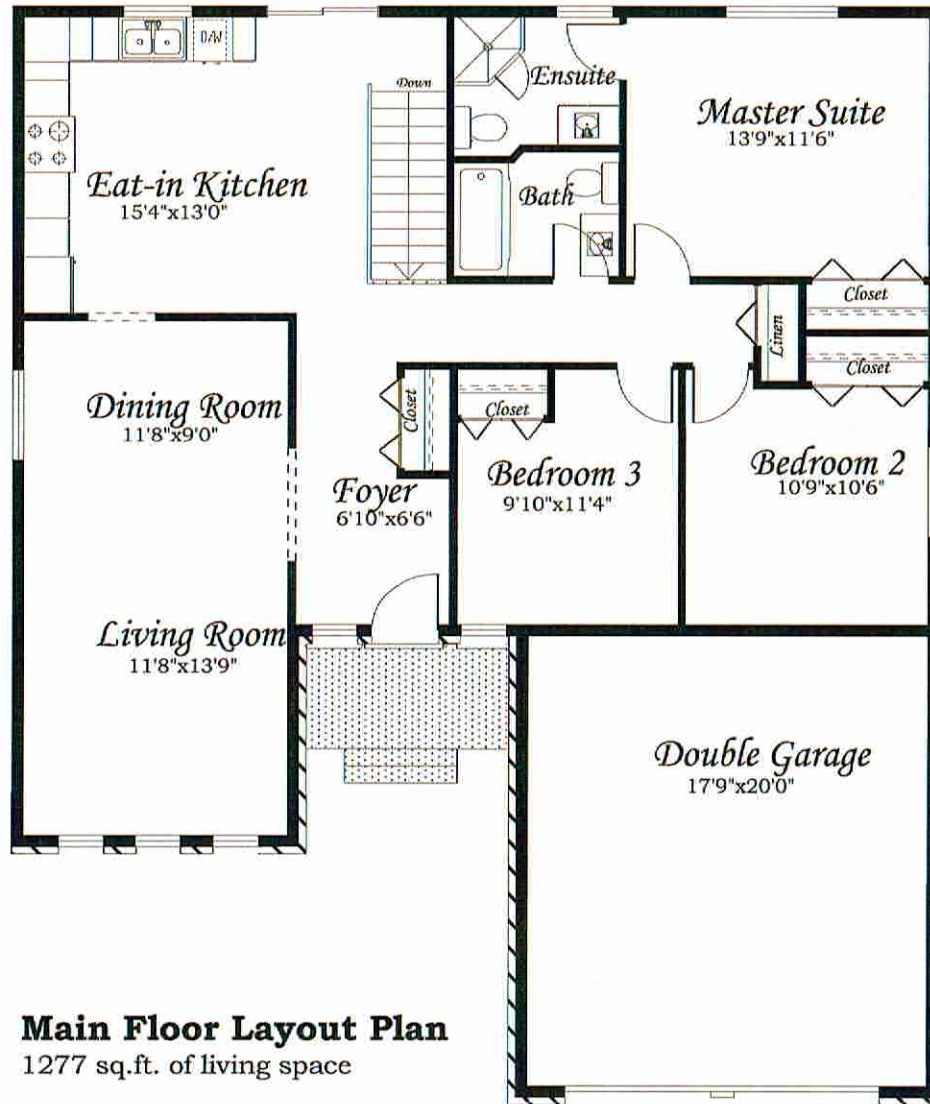 D/W
Down
Ensuite
Master Suite
13'9"x11'6"
Eat-in Kitchen
15'4"x13'0"
Bath
Closet
Linen
Closet
Dining Room
11'8"x9'0"
Closet
Closet
Foyer
6'10"x6'6"
Bedroom 3
9'10"x11'4"
Bedroom 2
10'9"x10'6"
Living Room
11'8"x13'9"
Double Garage
17'9"x20'0"
Main Floor Layout Plan
1277 sq.ft. of living space